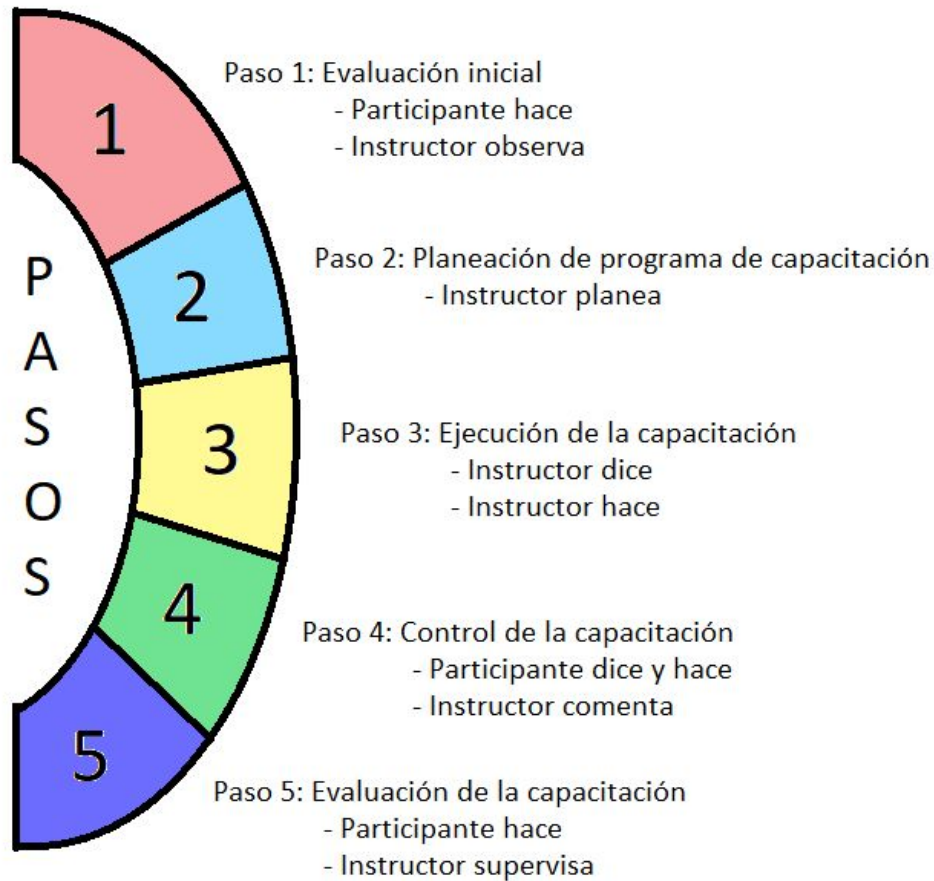 1
Paso 1: Evaluación inicial
- Participante hace
- Instructor observa
P
A
S
O
S
2
Paso 2: Planeación de programa de capacitación
- Instructor planea
3
Paso 3: Ejecución de la capacitación
- Instructor dice
- Instructor hace
4
Paso 4: Control de la capacitación
- Participante dice y hace
- Instructor comenta
5
Paso 5: Evaluación de la capacitación
- Participante hace
- Instructor supervisa